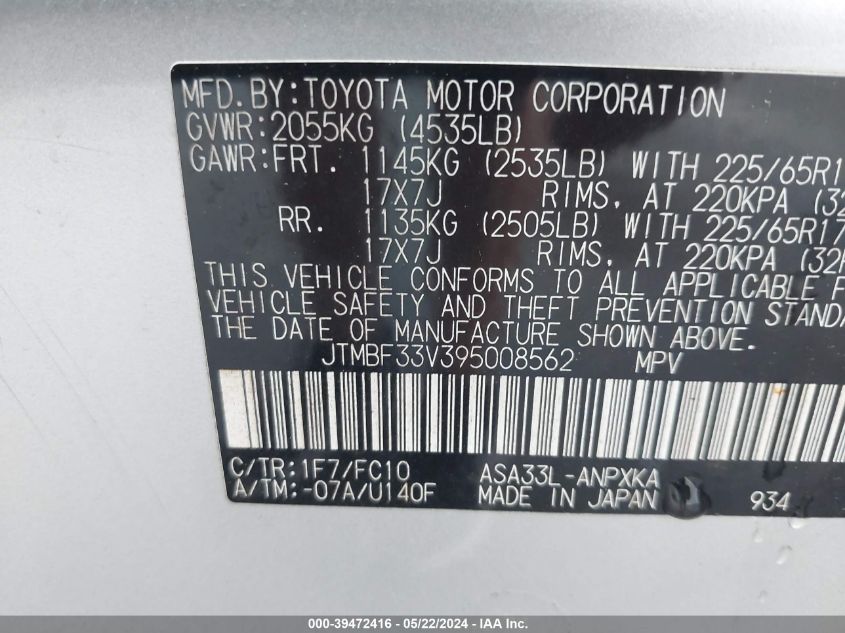 MFD.BY:TOYOTA MOTOR CORPORATION
GVWR:2055KG (4535LB)
GAWR:FRT. 1145KG (2535LB) WITH 225/65R1
17X7J RIMS, AT 220KPA (32
RR. 1135KG (2505LB) WITH 225/65R17
17X7J RIMS, AT 220KPA (32
THIS VEHICLE CONFORMS TO ALL APPLICABLE F
VEHICLE SAFETY AND THEFT PREVENTION STANDA
THE DATE OF MANUFACTURE SHOWN ABOVE.
JTMBF33V395008562 MPV
C/TR:1F7/FC10 ASA33L-ANPXKA
A/TM:-07A/U140F MADE IN JAPAN 934
000-39472416 - 05/22/2024 - IAA Inc.